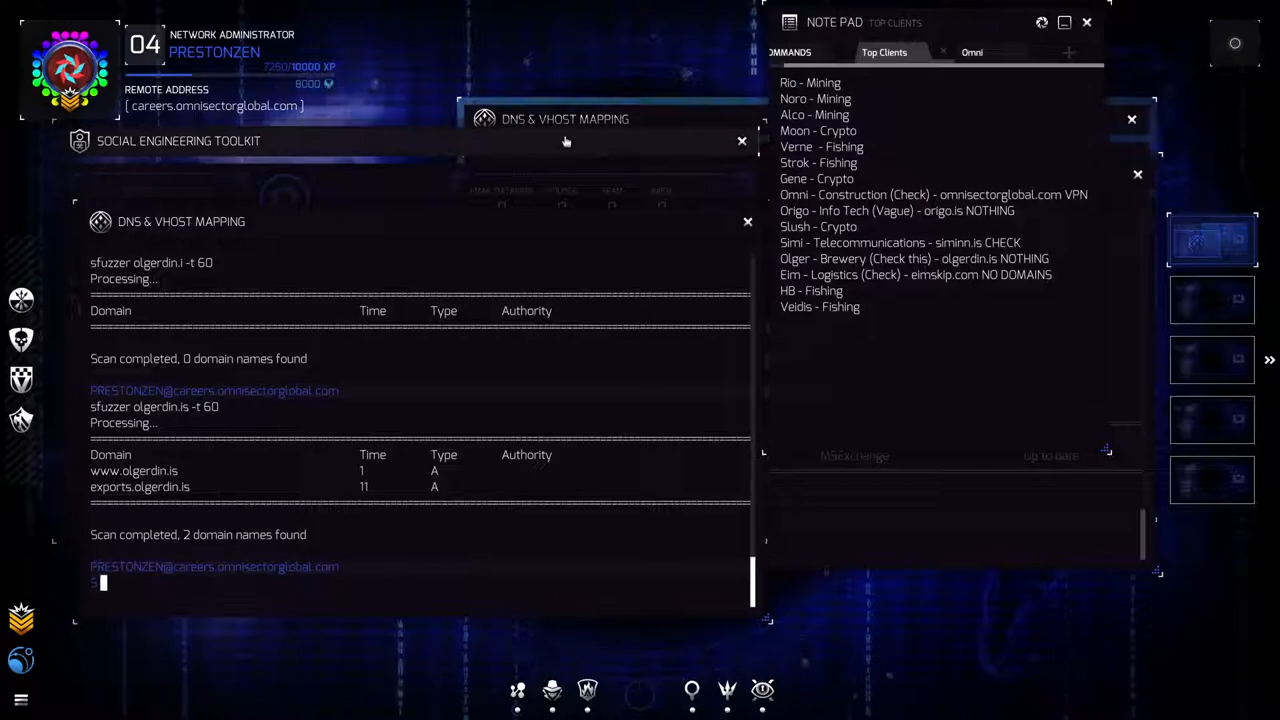 04
NETWORK ADMINISTRATOR
PRESTONZEN
7250/10000 XP
8000
REMOTE ADDRESS
[ careers.omnisectorglobal.com ]
SOCIAL ENGINEERING TOOLKIT
DNS & VHOST MAPPING
DNS & VHOST MAPPING
sfuzzer olgerdin.i -t 60
Processing...
Domain Time Type Authority
Scan completed, 0 domain names found
PRESTONZEN@careers.omnisectorglobal.com
sfuzzer olgerdin.is -t 60
Processing...
Domain Time Type Authority
www.olgerdin.is 1 A
exports.olgerdin.is 11 A
Scan completed, 2 domain names found
PRESTONZEN@careers.omnisectorglobal.com
NOTE PAD TOP CLIENTS
OMMANDS Top Clients Omni
Rio - Mining
Noro - Mining
Alco - Mining
Moon - Crypto
Verne - Fishing
Strok - Fishing
Gene - Crypto
Omni - Construction (Check) - omnisectorglobal.com VPN
Origo - Info Tech (Vague) - origo.is NOTHING
Slush - Crypto
Simi - Telecommunications - siminn.is CHECK
Olger - Brewery (Check this) - olgerdin.is NOTHING
Eim - Logistics (Check) - eimskip.com NO DOMAINS
HB - Fishing
Veidis - Fishing
MSExchange Up to date